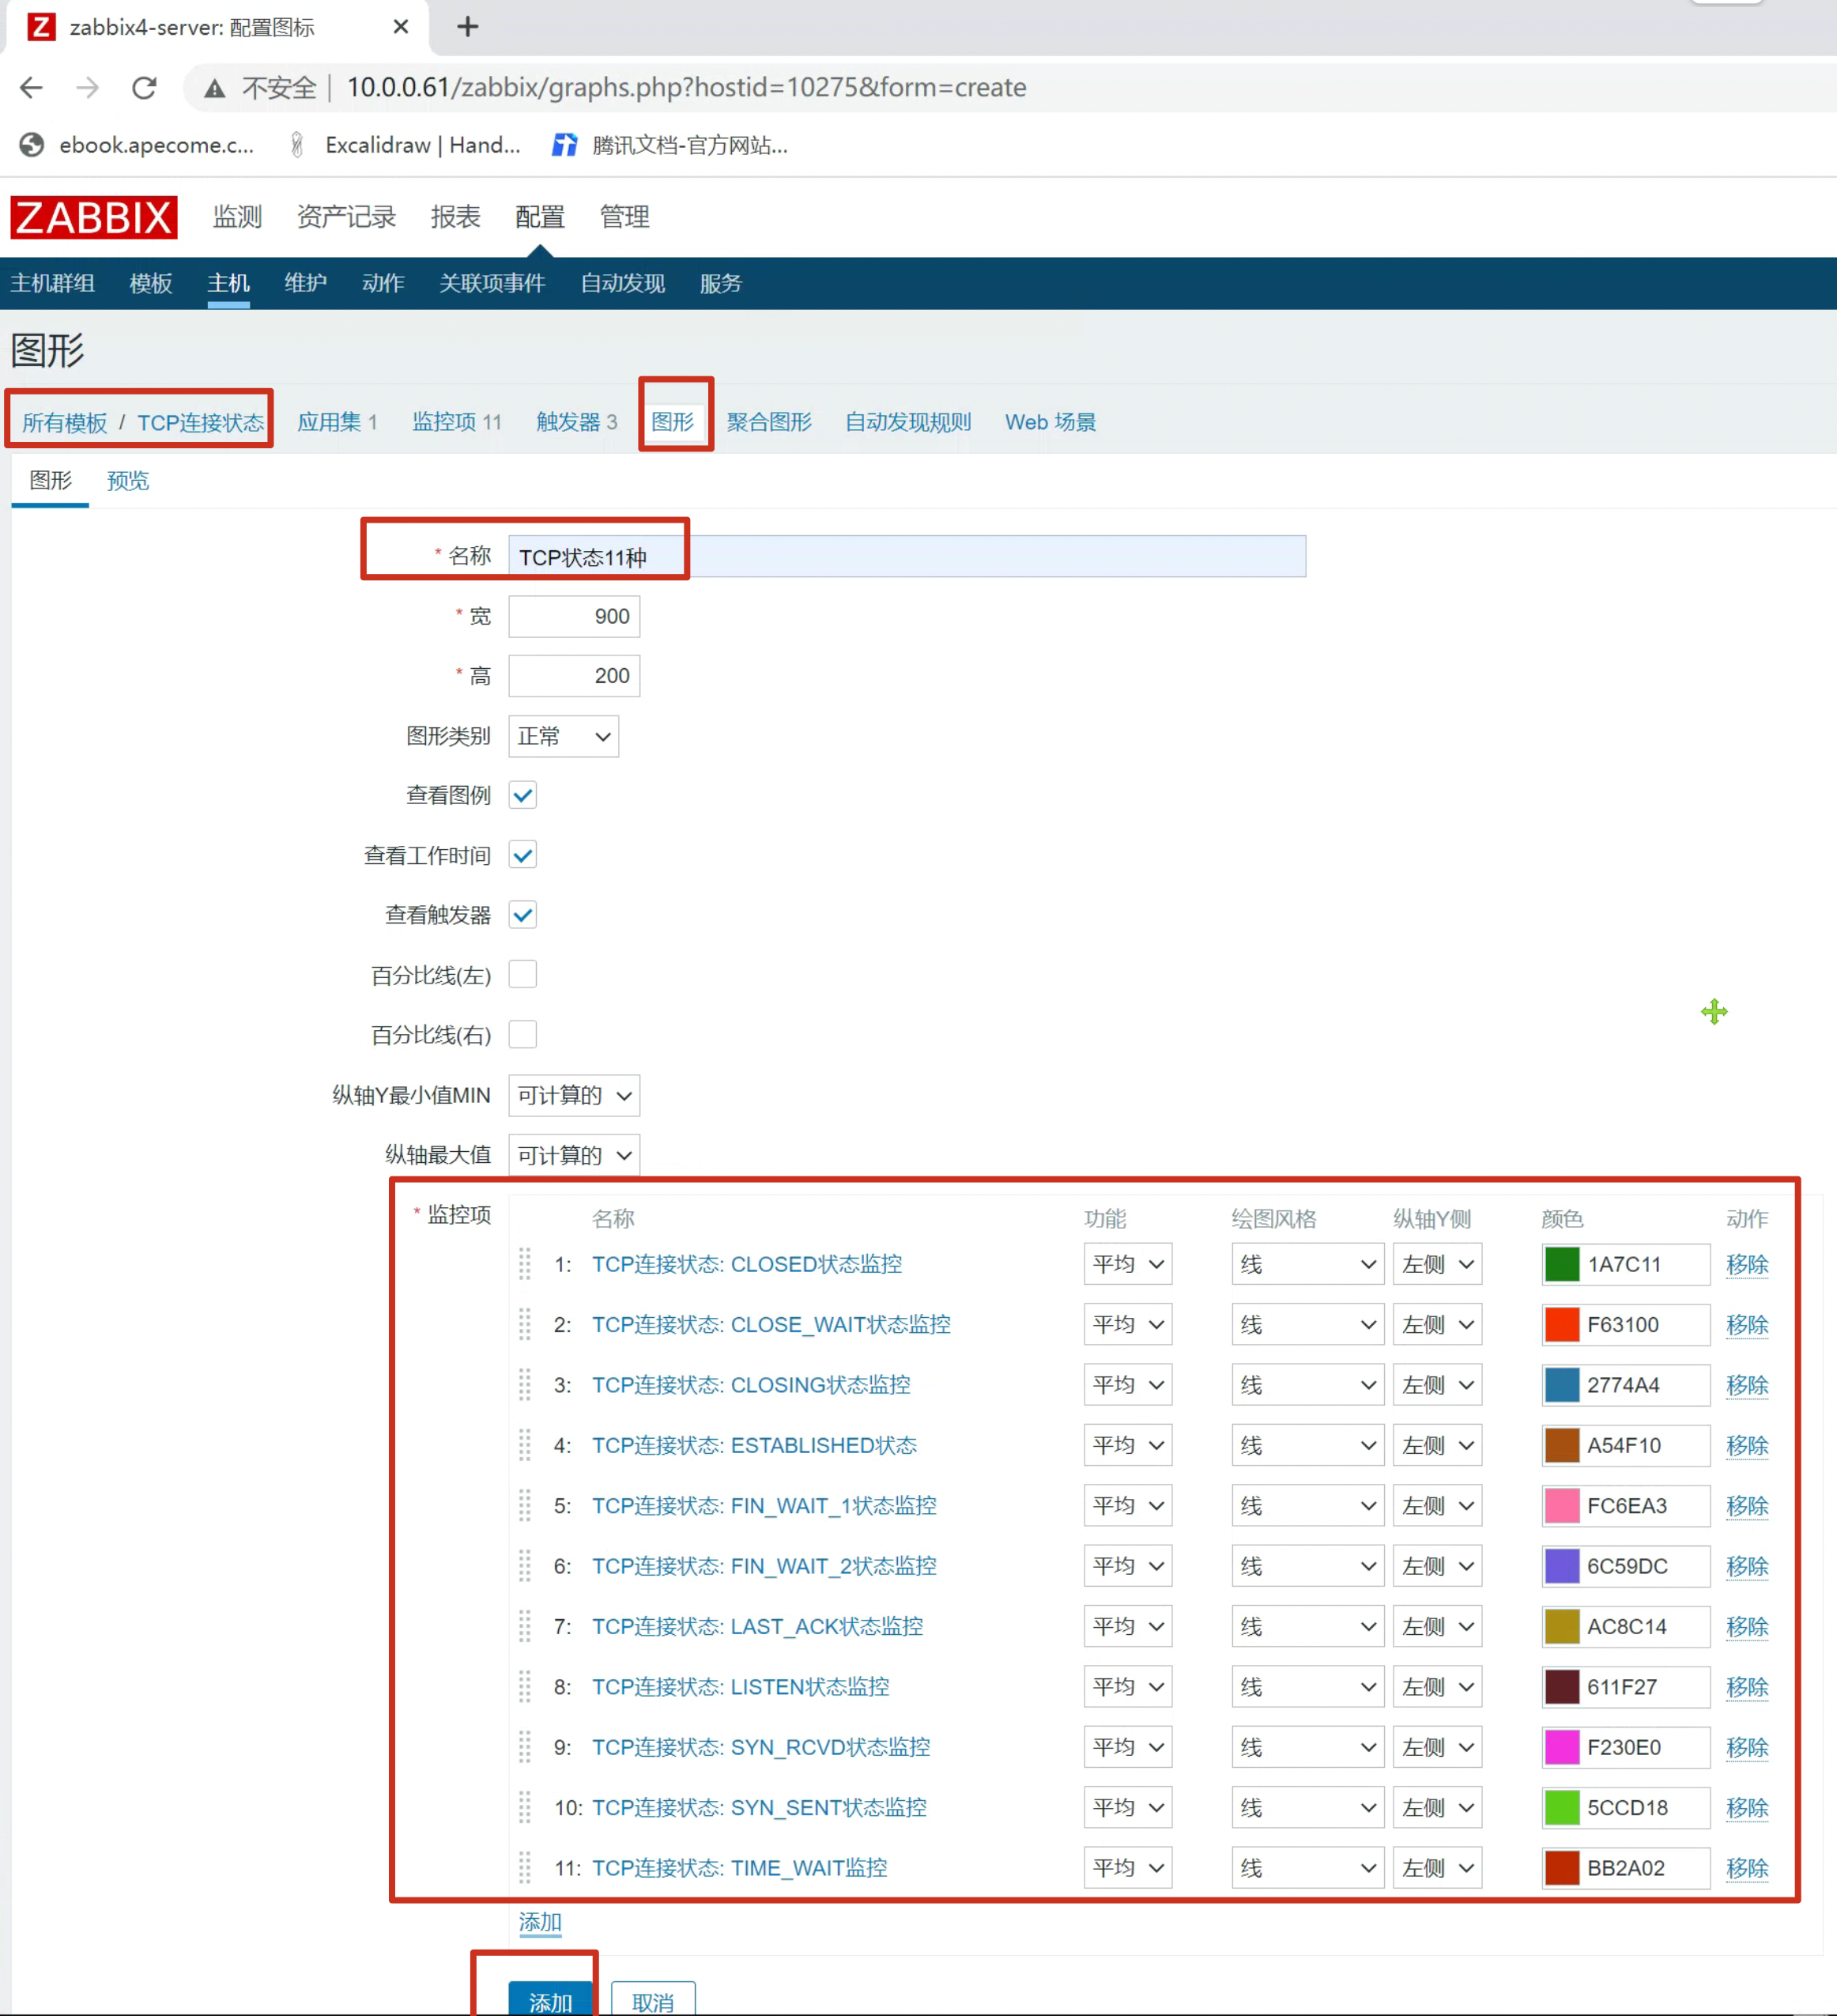 zabbix4-server: 配置图标
不安全 | 10.0.0.61/zabbix/graphs.php?hostid=10275&form=create
ebook.apecome.c... Excalidraw | Hand... 腾讯文档-官方网站...
ZABBIX 监测 资产记录 报表 配置 管理
主机群组 模板 主机 维护 动作 关联项事件 自动发现 服务
图形
所有模板 / TCP连接状态 应用集 1 监控项 11 触发器 3 图形 聚合图形 自动发现规则 Web 场景
图形 预览
* 名称 TCP状态11种
* 宽 900
* 高 200
图形类别 正常
查看图例
查看工作时间
查看触发器
百分比线(左)
百分比线(右)
纵轴Y最小值MIN 可计算的
纵轴最大值 可计算的
* 监控项 名称 功能 绘图风格 纵轴Y侧 颜色 动作
1: TCP连接状态: CLOSED状态监控 平均 线 左侧 1A7C11 移除
2: TCP连接状态: CLOSE_WAIT状态监控 平均 线 左侧 F63100 移除
3: TCP连接状态: CLOSING状态监控 平均 线 左侧 2774A4 移除
4: TCP连接状态: ESTABLISHED状态 平均 线 左侧 A54F10 移除
5: TCP连接状态: FIN_WAIT_1状态监控 平均 线 左侧 FC6EA3 移除
6: TCP连接状态: FIN_WAIT_2状态监控 平均 线 左侧 6C59DC 移除
7: TCP连接状态: LAST_ACK状态监控 平均 线 左侧 AC8C14 移除
8: TCP连接状态: LISTEN状态监控 平均 线 左侧 611F27 移除
9: TCP连接状态: SYN_RCVD状态监控 平均 线 左侧 F230E0 移除
10: TCP连接状态: SYN_SENT状态监控 平均 线 左侧 5CCD18 移除
11: TCP连接状态: TIME_WAIT监控 平均 线 左侧 BB2A02 移除
添加
添加 取消